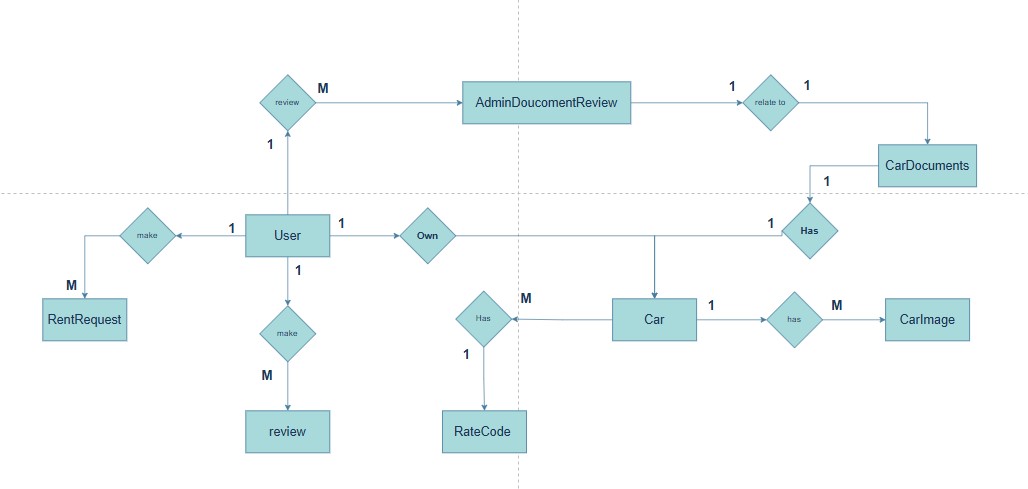 review
M
AdminDoucomentReview
1
relate to
1
1
CarDocuments
1
make
1
User
1
Own
1
Has
M
1
RentRequest
Has
M
Car
1
has
M
CarImage
make
1
M
review
RateCode